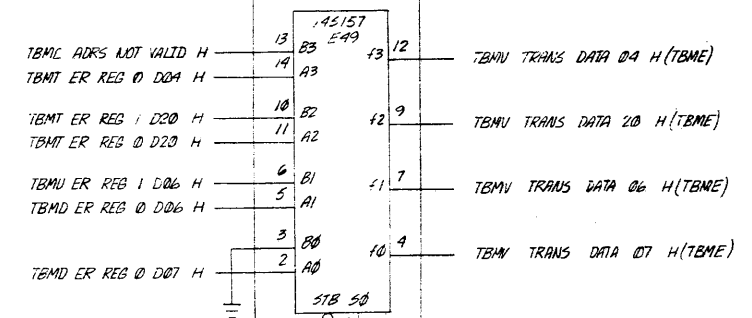 74S157
E49
TBMC ADRS NOT VALID H 13 B3 f3 12 TBMV TRANS DATA 04 H (TBME)
TBMT ER REG 0 D04 H 14 A3
TBMT ER REG 1 D20 H 10 B2 f2 9 TBMV TRANS DATA 20 H (TBME)
TBMT ER REG 0 D20 H 11 A2
TBMU ER REG 1 D06 H 6 B1 f1 7 TBMV TRANS DATA 06 H (TBME)
TBMD ER REG 0 D06 H 5 A1
3 B0 f0 4 TBMV TRANS DATA 07 H (TBME)
TBMD ER REG 0 D07 H 2 A0
STB S0